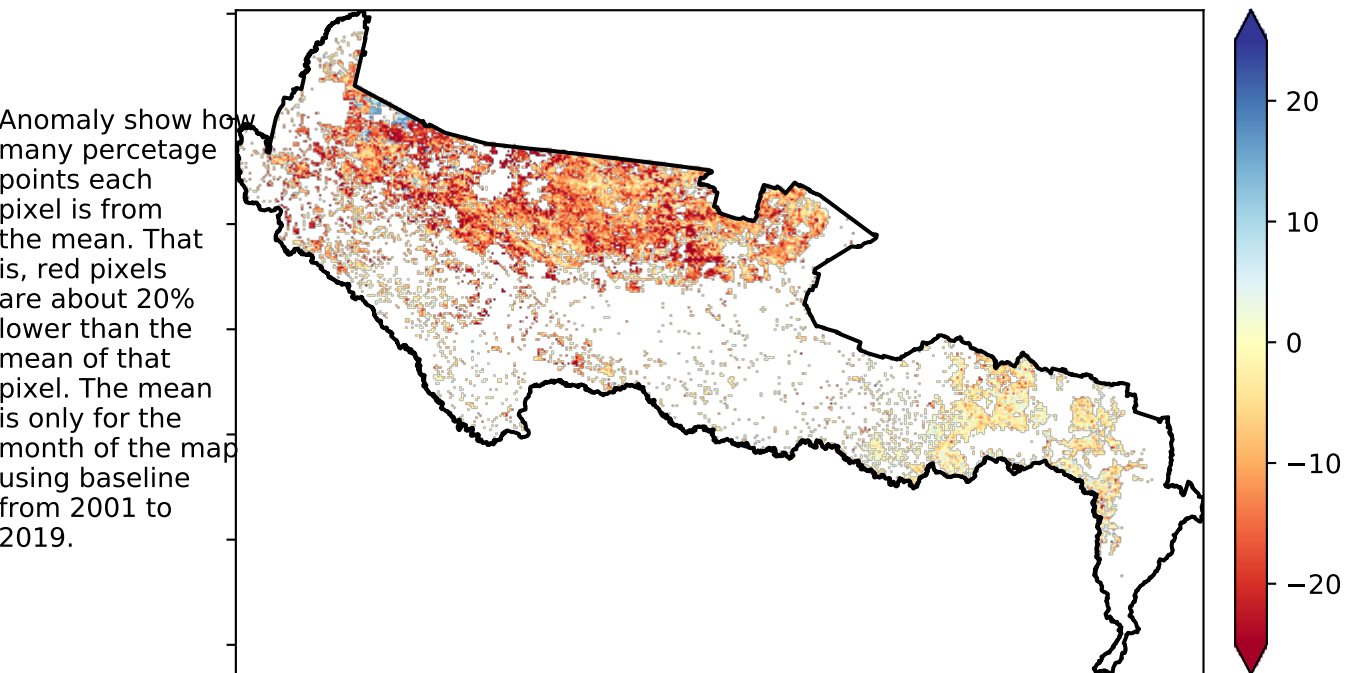 Anomaly show how
many percetage
points each
pixel is from
the mean. That
is, red pixels
are about 20%
lower than the
mean of that
pixel. The mean
is only for the
month of the map
using baseline
from 2001 to
2019.
20
10
0
−10
−20